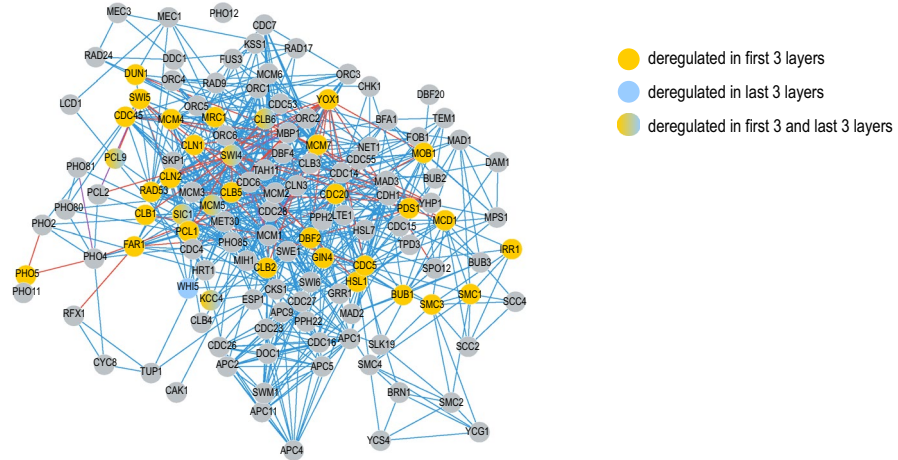 MEC3
MEC1
PHO12
CDC7
KSS1
RAD17
RAD24
DDC1
FUS3
DUN1
ORC4
RAD9
MCM6
ORC1
ORC3
CHK1
DBF20
LCD1
SWI5
ORC5
CDC53
YOX1
CDC45
MCM4
MRC1
CLB6
ORC2
BFA1
TEM1
ORC6
MBP1
FOB1
MAD1
CLN1
MCM7
NET1
MOB1
PCL9
SKP1
SWI4
DBF4
CLB3
CDC55
DAM1
PHO81
TAH11
CDC14
CLN2
CDC6
CLN3
MAD3
BUB2
PCL2
RAD53
MCM3
CLB5
MCM2
CDC20
CDH1
PHO80
CLB1
SIC1
MCM5
CDC28
PPH21
LTE1
PDS1
YHP1
MPS1
PHO2
PCL1
MET30
MCM1
HSL7
CDC15
MCD1
FAR1
CDC4
PHO85
DBF2
TPD3
IRR1
PHO4
HRT1
MIH1
SWE1
GIN4
CDC5
SPO12
BUB3
PHO5
CLB2
PHO11
WHI5
CKS1
SWI6
HSL1
KCC4
ESP1
CDC27
GRR1
BUB1
SMC3
SMC1
SCC4
RFX1
CLB4
APC9
PPH22
MAD2
CDC23
CDC26
DOC1
CDC16
APC1
SLK19
SCC2
CYC8
TUP1
APC2
APC5
SMC4
CAK1
SWM1
BRN1
SMC2
APC11
YCS4
YCG1
APC4
deregulated in first 3 layers
deregulated in last 3 layers
deregulated in first 3 and last 3 layers